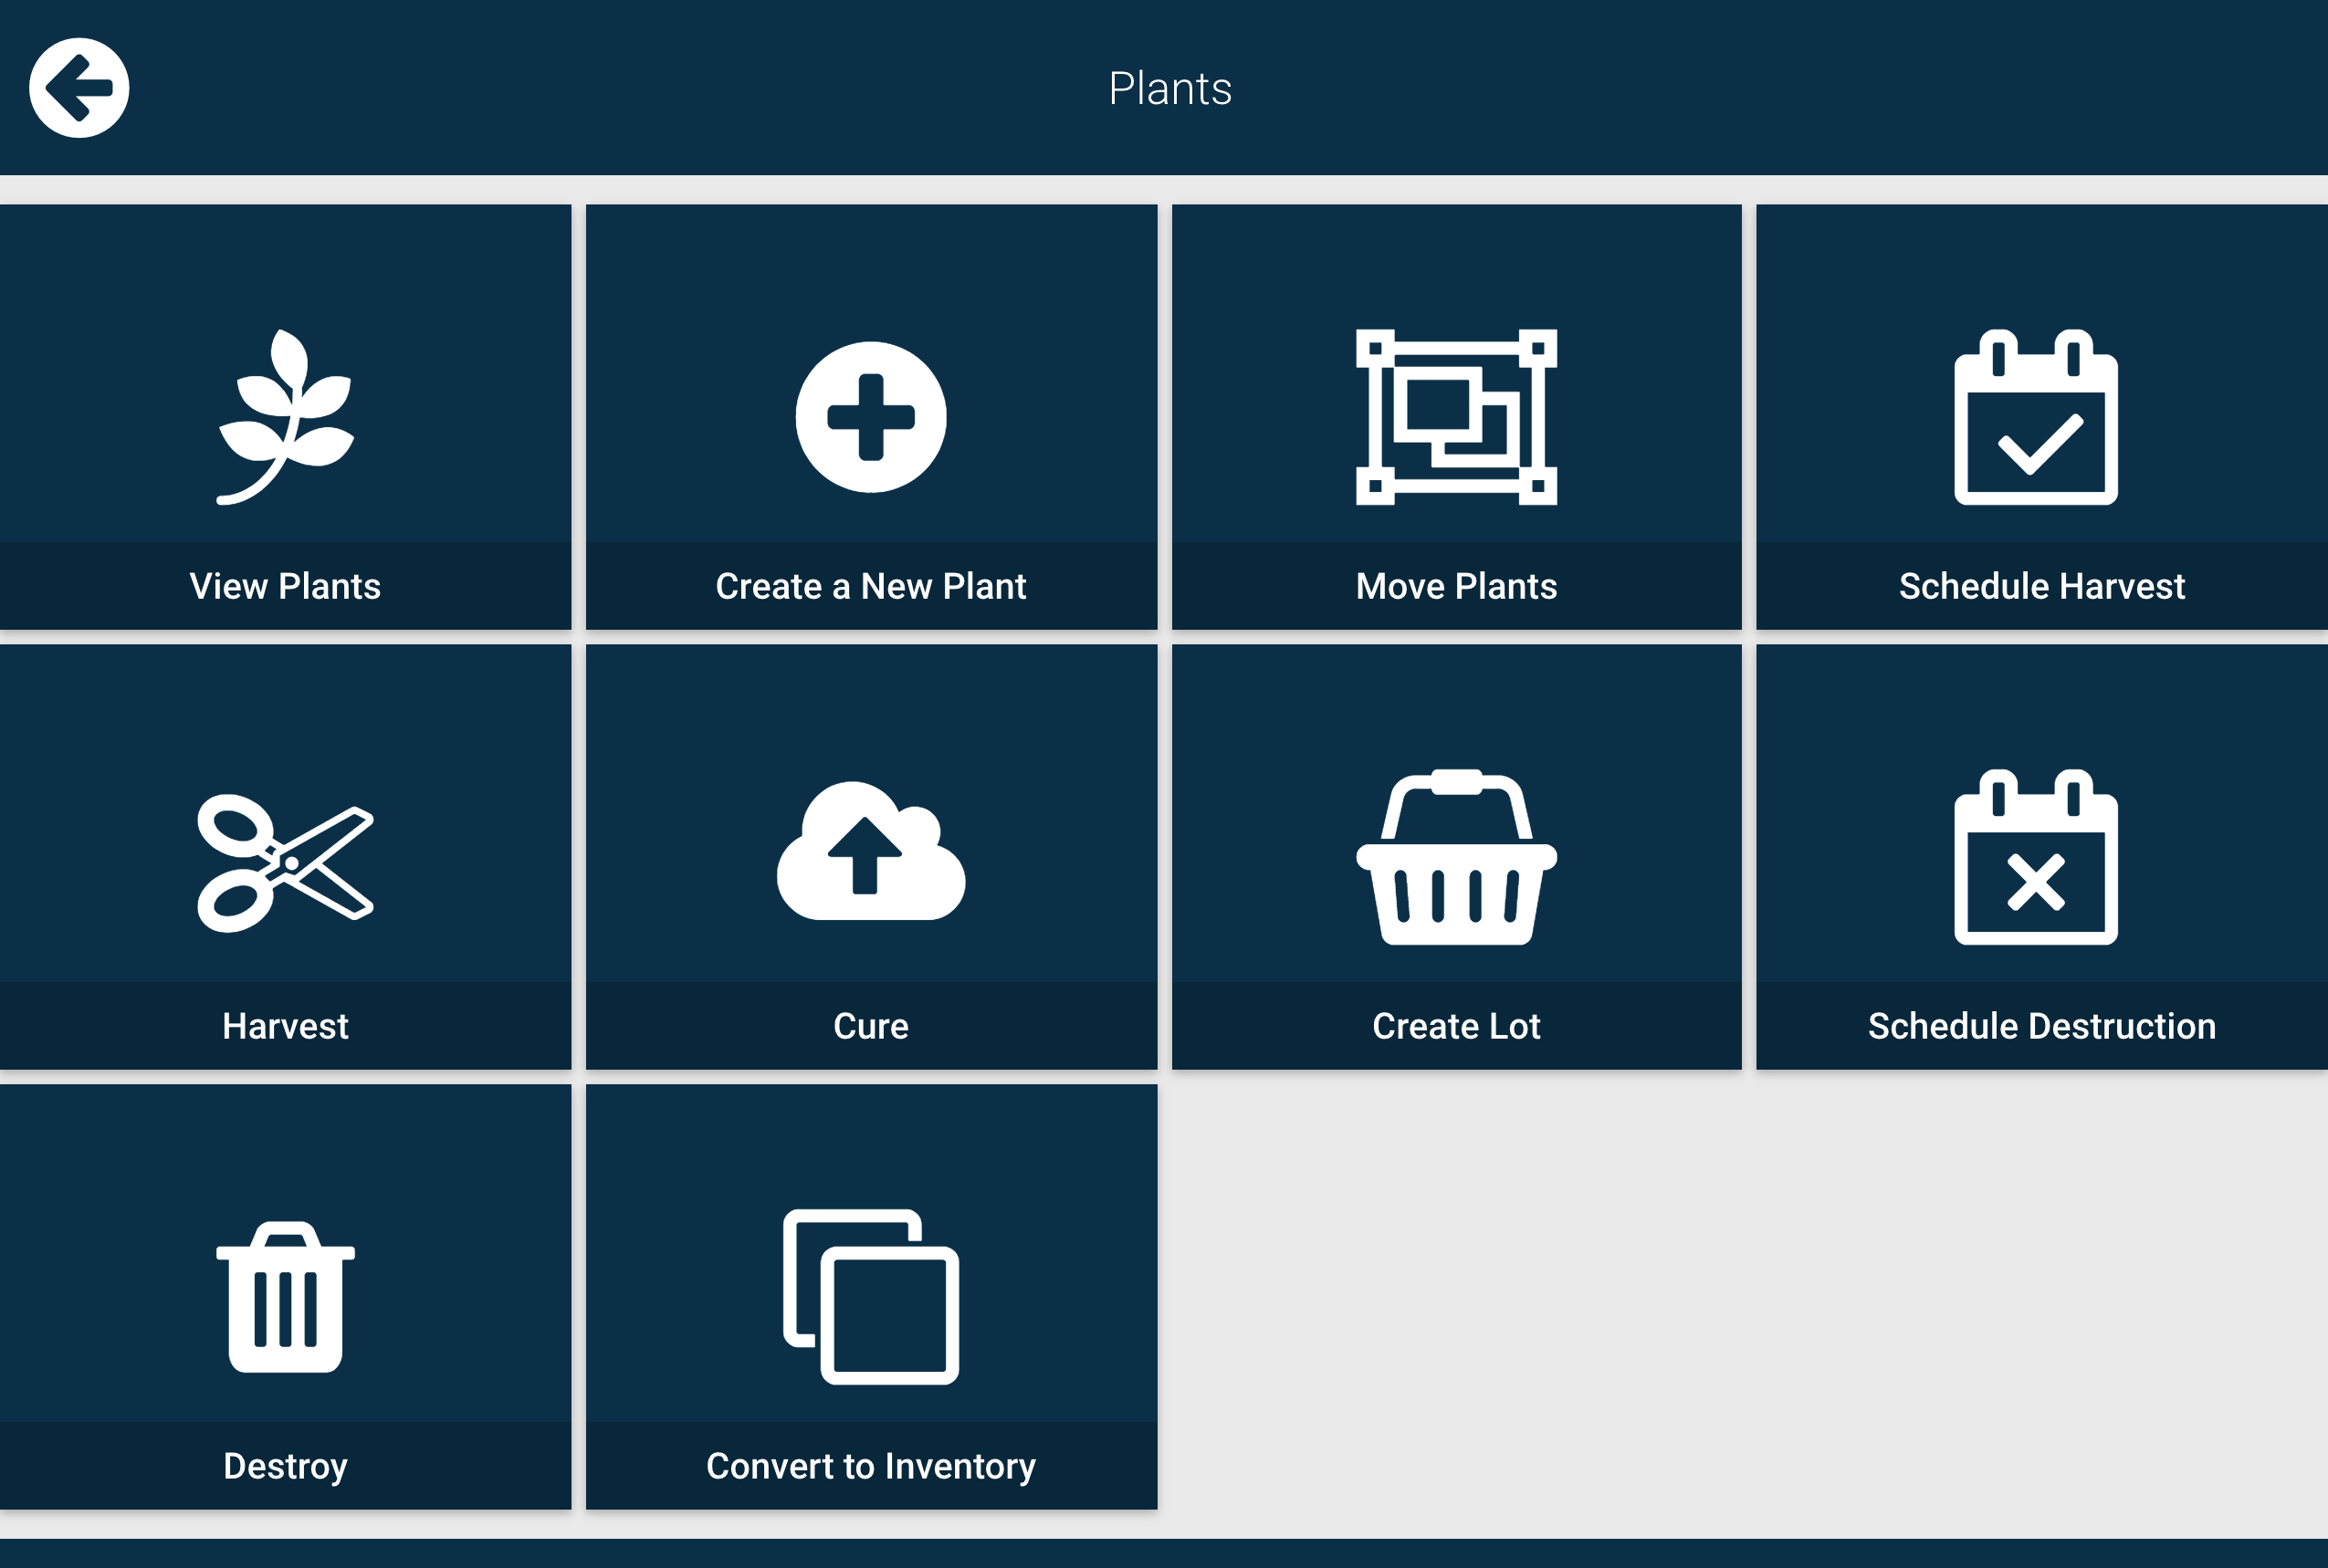 Plants
View Plants
Create a New Plant
Move Plants
Schedule Harvest
Harvest
Cure
Create Lot
Schedule Destruction
Destroy
Convert to Inventory